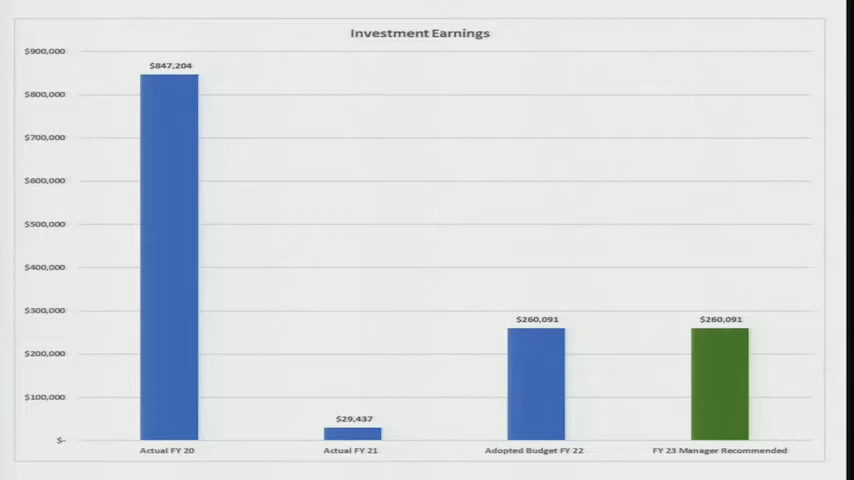 Investment Earnings
$900,000
$847,204
$800,000
$700,000
$600,000
$500,000
$400,000
$300,000
$260,091
$260,091
$200,000
$100,000
$29,437
$-
Actual FY 20
Actual FY 21
Adopted Budget FY 22
FY 23 Manager Recommended